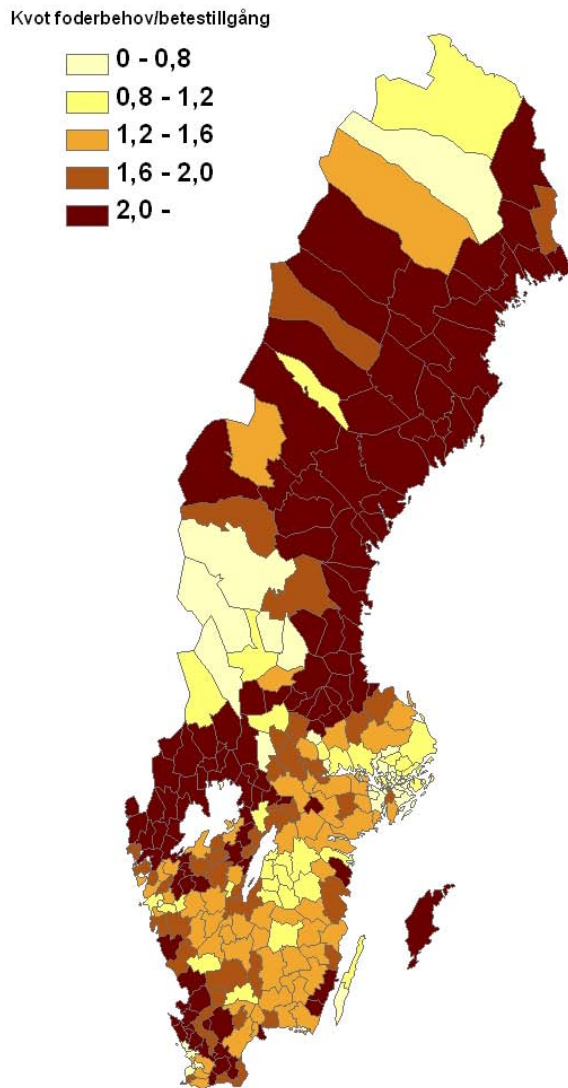 Kvot foderbehov/betestillgång
0 - 0,8
0,8 - 1,2
1,2 - 1,6
1,6 - 2,0
2,0 -